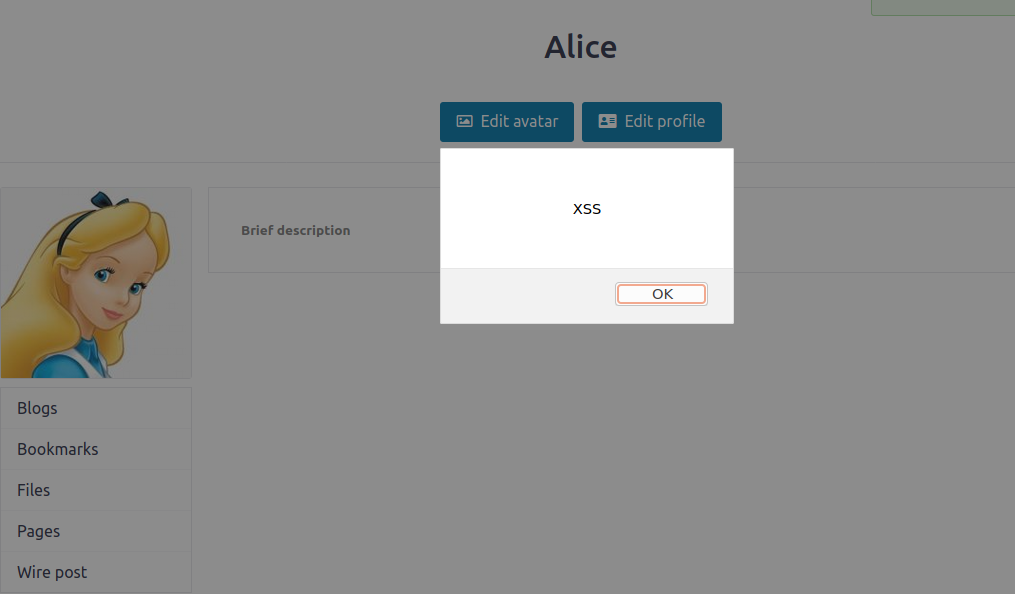 Alice
Edit avatar Edit profile
XSS
Brief description
OK
Blogs
Bookmarks
Files
Pages
Wire post